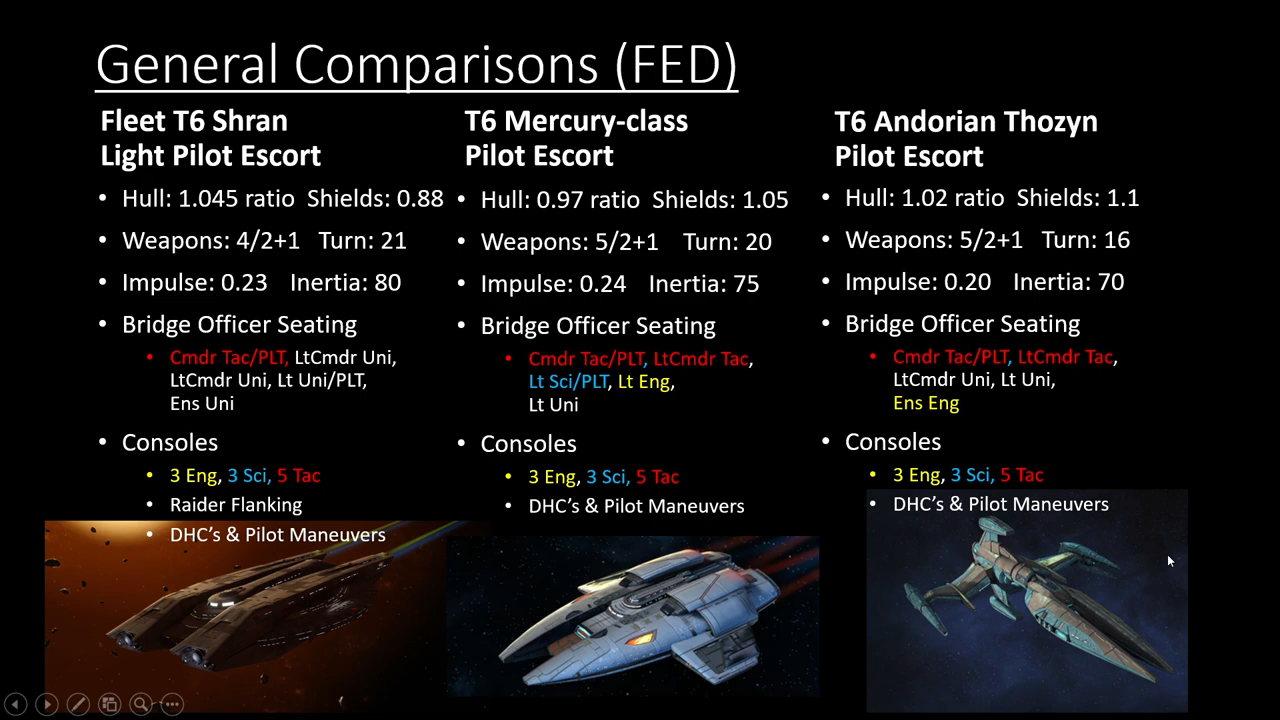 General Comparisons (FED)
Fleet T6 Shran
Light Pilot Escort
• Hull: 1.045 ratio Shields: 0.88
• Weapons: 4/2+1 Turn: 21
• Impulse: 0.23 Inertia: 80
• Bridge Officer Seating
• Cmdr Tac/PLT, LtCmdr Uni,
LtCmdr Uni, Lt Uni/PLT,
Ens Uni
• Consoles
• 3 Eng, 3 Sci, 5 Tac
• Raider Flanking
• DHC's & Pilot Maneuvers
T6 Mercury-class
Pilot Escort
• Hull: 0.97 ratio Shields: 1.05
• Weapons: 5/2+1 Turn: 20
• Impulse: 0.24 Inertia: 75
• Bridge Officer Seating
• Cmdr Tac/PLT, LtCmdr Tac,
Lt Sci/PLT, Lt Eng,
Lt Uni
• Consoles
• 3 Eng, 3 Sci, 5 Tac
• DHC's & Pilot Maneuvers
T6 Andorian Thozyn
Pilot Escort
• Hull: 1.02 ratio Shields: 1.1
• Weapons: 5/2+1 Turn: 16
• Impulse: 0.20 Inertia: 70
• Bridge Officer Seating
• Cmdr Tac/PLT, LtCmdr Tac,
LtCmdr Uni, Lt Uni,
Ens Eng
• Consoles
• 3 Eng, 3 Sci, 5 Tac
• DHC's & Pilot Maneuvers